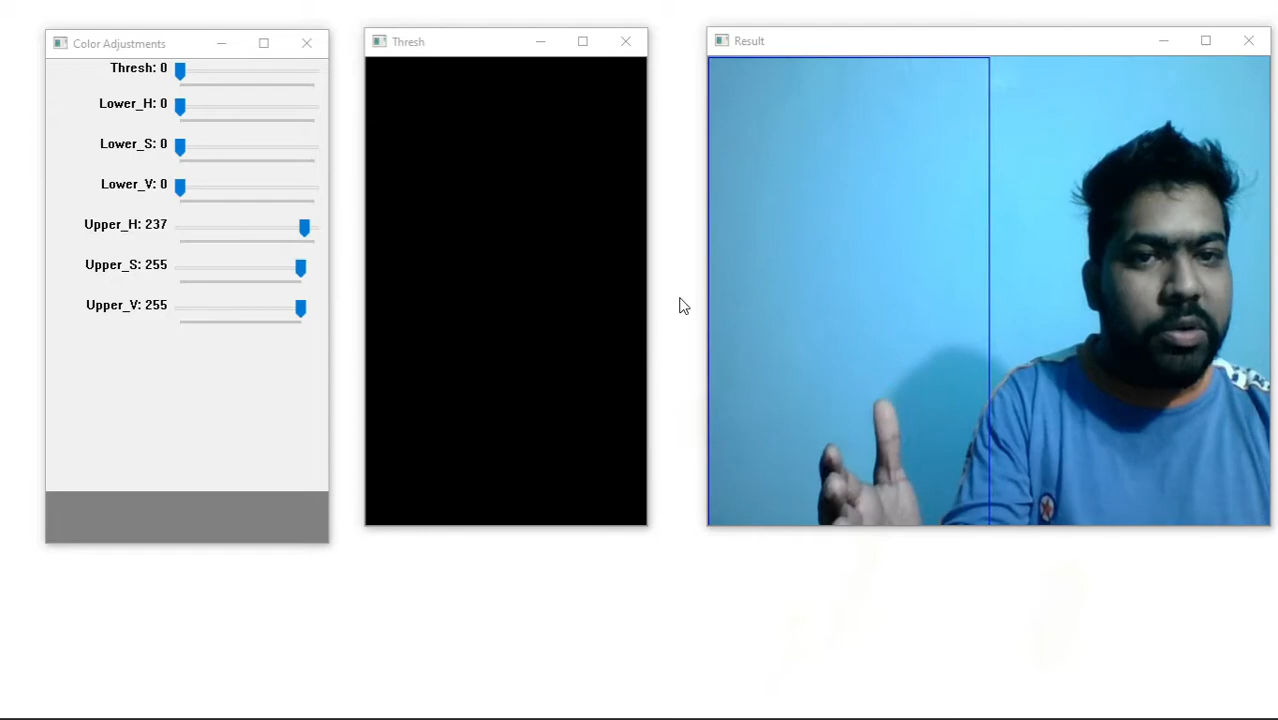 Color Adjustments
Thresh: 0
Lower_H: 0
Lower_S: 0
Lower_V: 0
Upper_H: 237
Upper_S: 255
Upper_V: 255
Thresh
Result